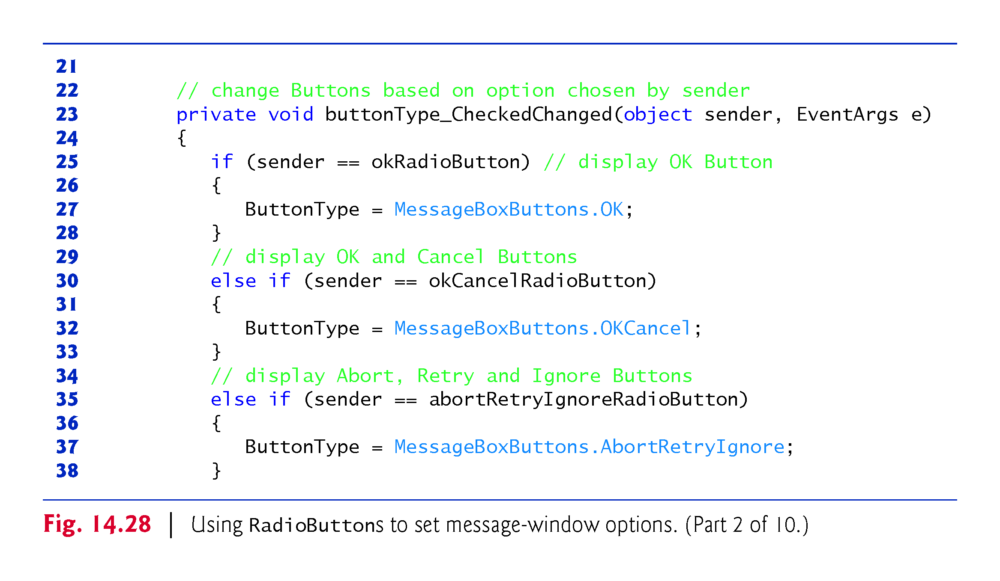 21
22 // change Buttons based on option chosen by sender
23 private void buttonType_CheckedChanged(object sender, EventArgs e)
24 {
25 if (sender == okRadioButton) // display OK Button
26 {
27 ButtonType = MessageBoxButtons.OK;
28 }
29 // display OK and Cancel Buttons
30 else if (sender == okCancelRadioButton)
31 {
32 ButtonType = MessageBoxButtons.OKCancel;
33 }
34 // display Abort, Retry and Ignore Buttons
35 else if (sender == abortRetryIgnoreRadioButton)
36 {
37 ButtonType = MessageBoxButtons.AbortRetryIgnore;
38 }
Fig. 14.28 | Using RadioButtons to set message-window options. (Part 2 of 10.)